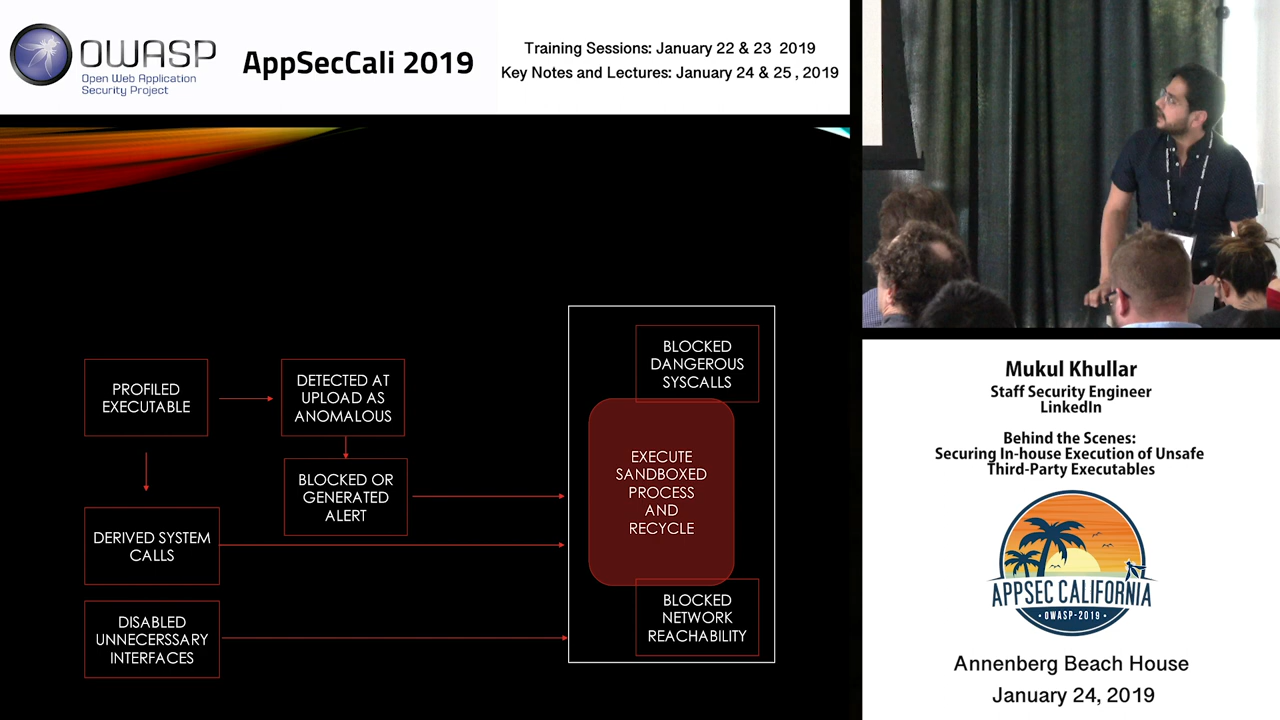 OWASP
Open Web Application
Security Project
AppSecCali 2019
Training Sessions: January 22 & 23 2019
Key Notes and Lectures: January 24 & 25 , 2019
PROFILED
EXECUTABLE
DETECTED AT
UPLOAD AS
ANOMALOUS
BLOCKED OR
GENERATED
ALERT
DERIVED SYSTEM
CALLS
DISABLED
UNNECERSSARY
INTERFACES
BLOCKED
DANGEROUS
SYSCALLS
EXECUTE
SANDBOXED
PROCESS
AND
RECYCLE
BLOCKED
NETWORK
REACHABILITY
Mukul Khullar
Staff Security Engineer
LinkedIn
Behind the Scenes:
Securing In-house Execution of Unsafe
Third-Party Executables
APPSEC CALIFORNIA
• OWASP-2019 •
Annenberg Beach House
January 24, 2019